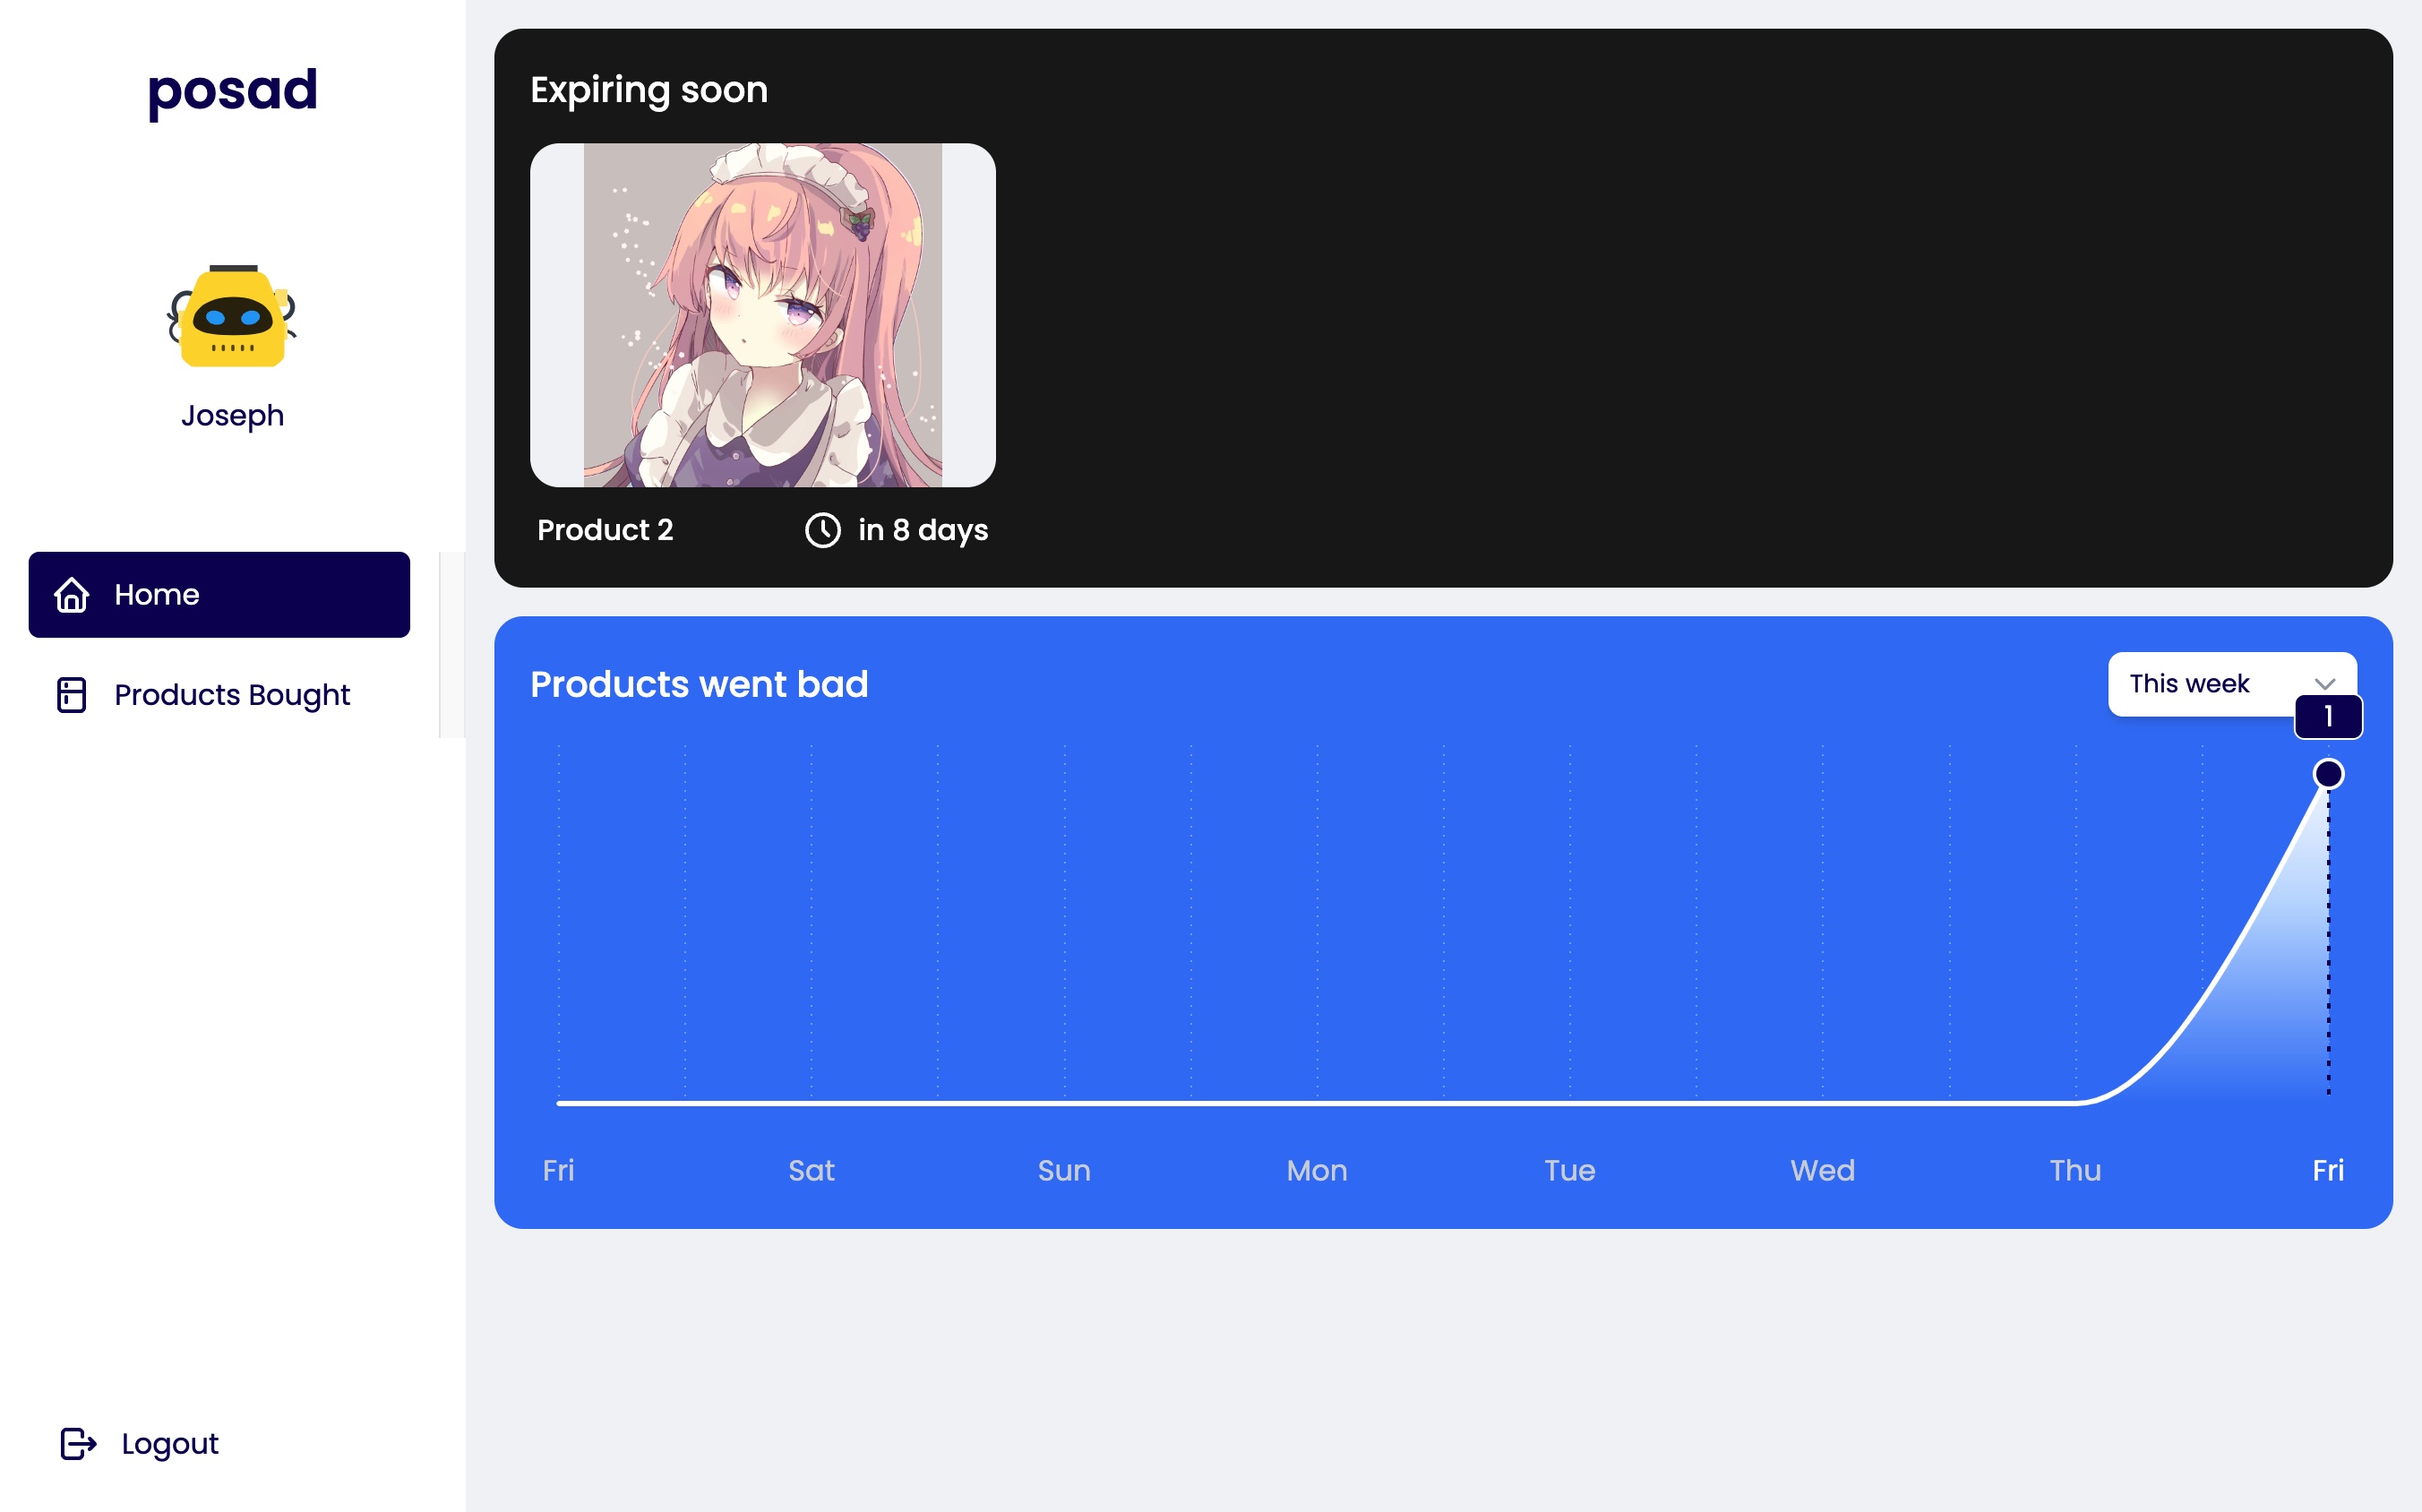 posad
Joseph
Home
Products Bought
Logout
Expiring soon
Product 2
in 8 days
Products went bad
This week
1
Fri Sat Sun Mon Tue Wed Thu Fri